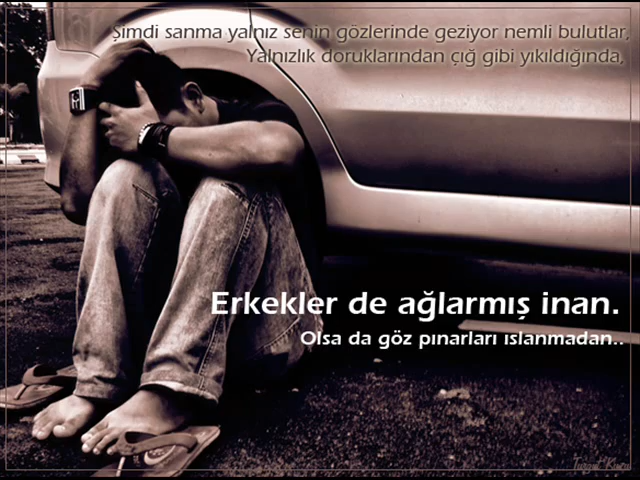 Şimdi sanma yalnız senin gözlerinde geziyor nemli bulutlar,
Yalnızlık doruklarından çığ gibi yıkıldığında,
Erkekler de ağlarmış inan.
Olsa da göz pınarları ıslanmadan..